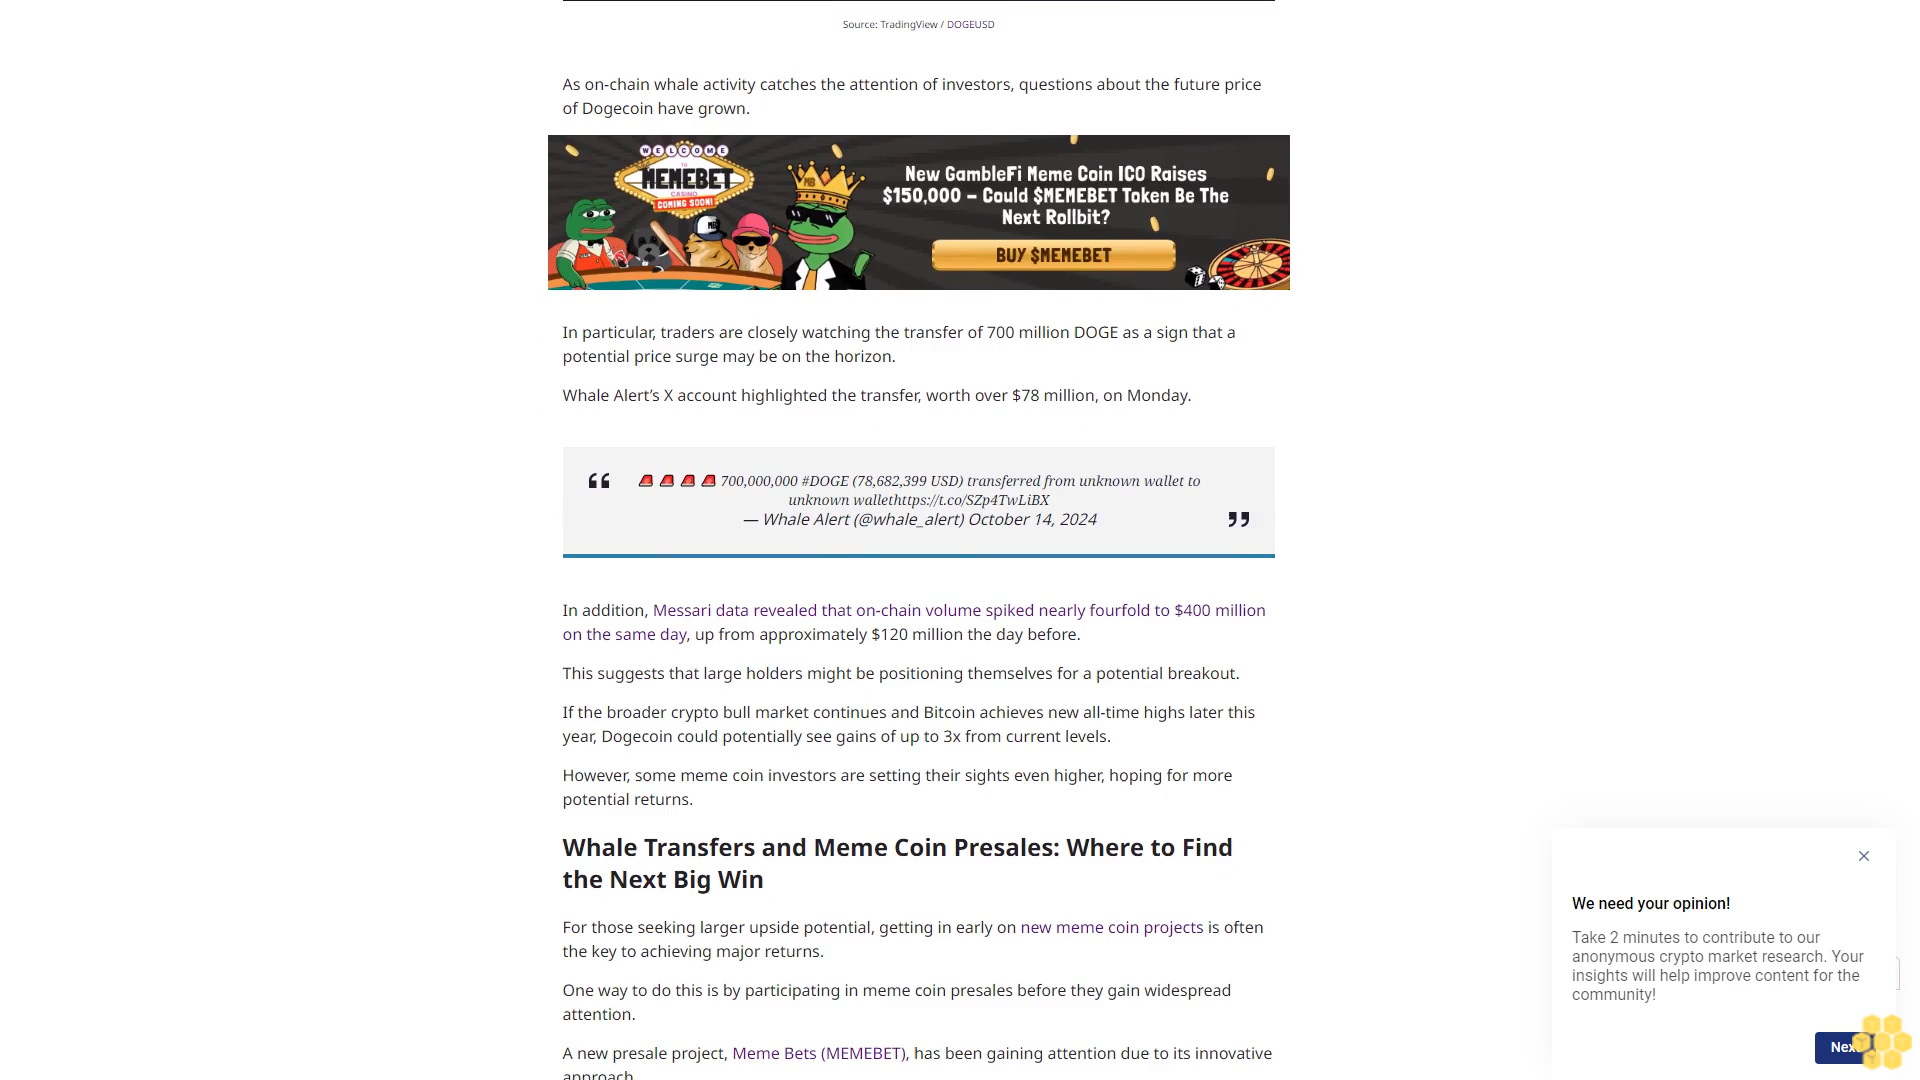 Source: TradingView / DOGEUSD
As on-chain whale activity catches the attention of investors, questions about the future price
of Dogecoin have grown.
WELCOME
TO
MEMEBET
CASINO
COMING SOON!
MB
MB
New GambleFi Meme Coin ICO Raises
$150,000 – Could $MEMEBET Token Be The
Next Rollbit?
BUY $MEMEBET
In particular, traders are closely watching the transfer of 700 million DOGE as a sign that a
potential price surge may be on the horizon.
Whale Alert’s X account highlighted the transfer, worth over $78 million, on Monday.
“ 🚨 🚨 🚨 🚨 700,000,000 #DOGE (78,682,399 USD) transferred from unknown wallet to
unknown wallethttps://t.co/SZp4TwLiBX
— Whale Alert (@whale_alert) October 14, 2024 ”
In addition, Messari data revealed that on-chain volume spiked nearly fourfold to $400 million
on the same day, up from approximately $120 million the day before.
This suggests that large holders might be positioning themselves for a potential breakout.
If the broader crypto bull market continues and Bitcoin achieves new all-time highs later this
year, Dogecoin could potentially see gains of up to 3x from current levels.
However, some meme coin investors are setting their sights even higher, hoping for more
potential returns.
Whale Transfers and Meme Coin Presales: Where to Find
the Next Big Win
For those seeking larger upside potential, getting in early on new meme coin projects is often
the key to achieving major returns.
One way to do this is by participating in meme coin presales before they gain widespread
attention.
A new presale project, Meme Bets (MEMEBET), has been gaining attention due to its innovative
approach.
We need your opinion!
Take 2 minutes to contribute to our
anonymous crypto market research. Your
insights will help improve content for the
community!